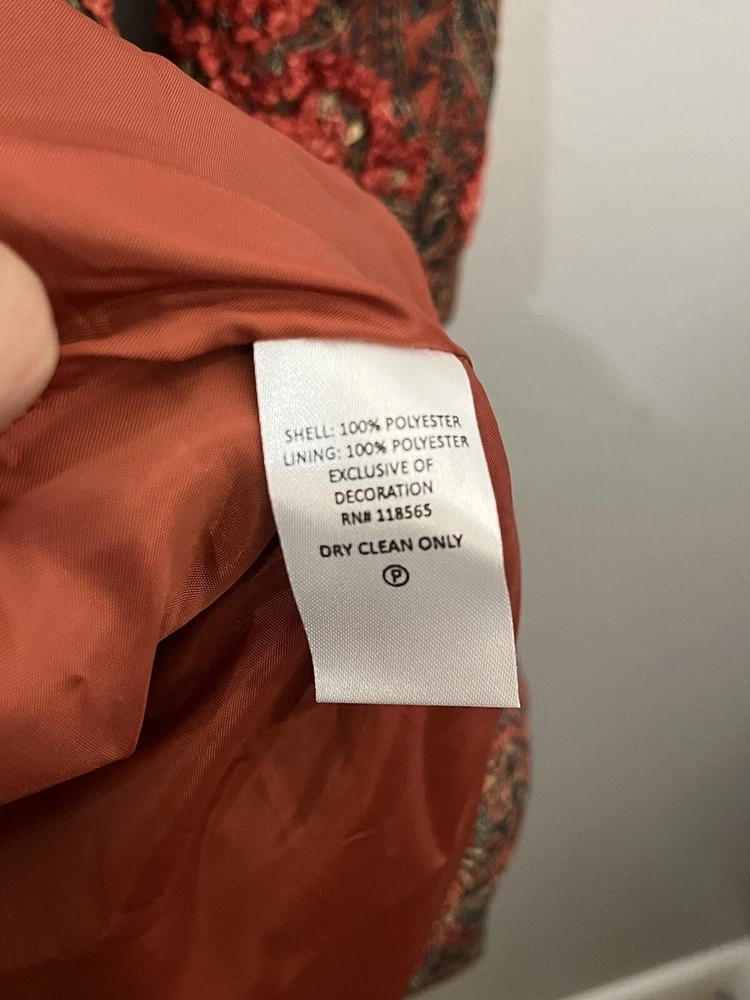 SHELL: 100% POLYESTER
LINING: 100% POLYESTER
EXCLUSIVE OF
DECORATION
RN# 118565
DRY CLEAN ONLY
P